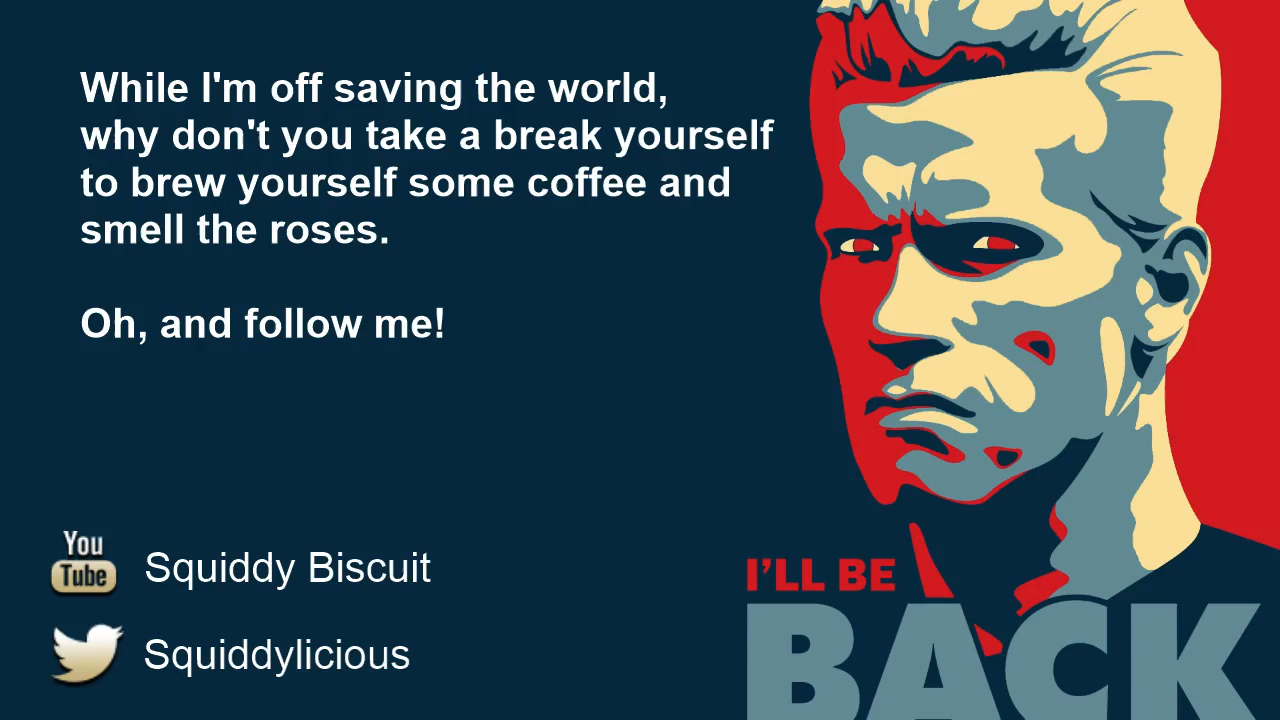 While I'm off saving the world,
why don't you take a break yourself
to brew yourself some coffee and
smell the roses.
Oh, and follow me!
You
Tube
Squiddy Biscuit
Squiddylicious
I'LL BE
BACK